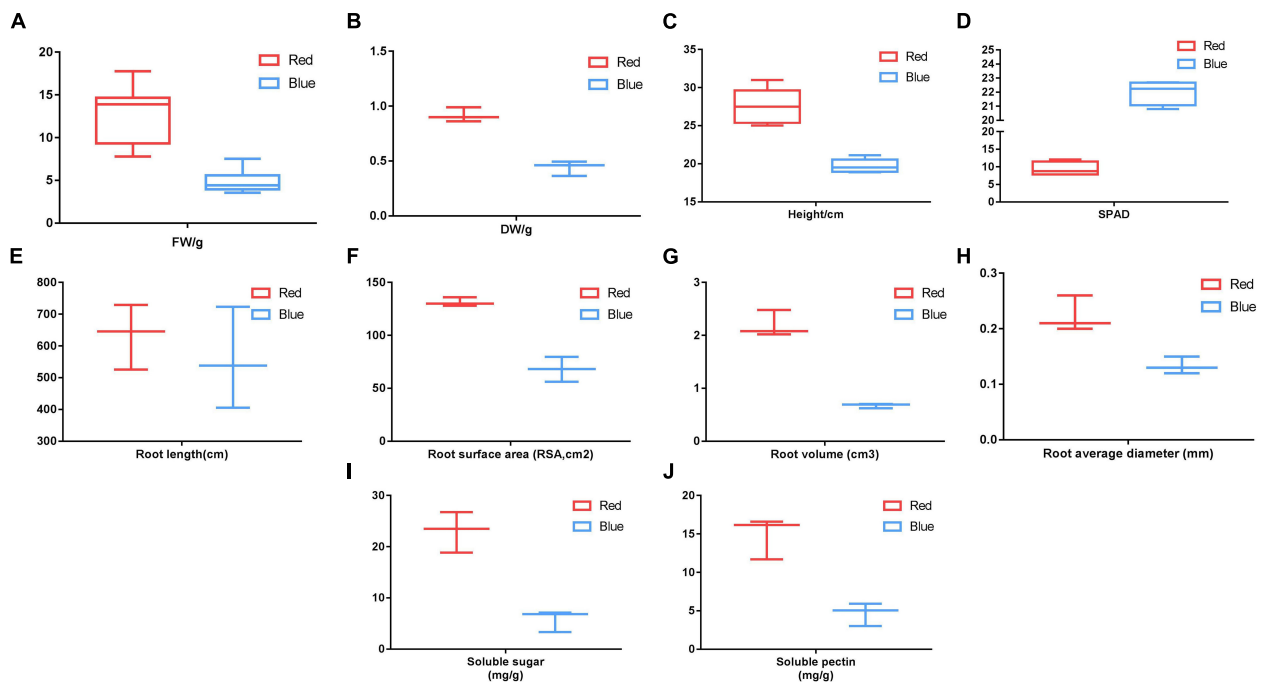 A
20
15
10
5
0
Red
Blue
FW/g
B
1.5
1.0
0.5
0.0
Red
Blue
DW/g
C
35
30
25
20
15
Red
Blue
Height/cm
D
25
24
23
22
21
20
20
15
10
5
0
Red
Blue
SPAD
E
800
700
600
500
400
300
Red
Blue
Root length(cm)
F
150
100
50
0
Red
Blue
Root surface area (RSA,cm2)
G
3
2
1
0
Red
Blue
Root volume (cm3)
H
0.3
0.2
0.1
0.0
Red
Blue
Root average diameter (mm)
I
30
20
10
0
Red
Blue
Soluble sugar
(mg/g)
J
20
15
10
5
0
Red
Blue
Soluble pectin
(mg/g)